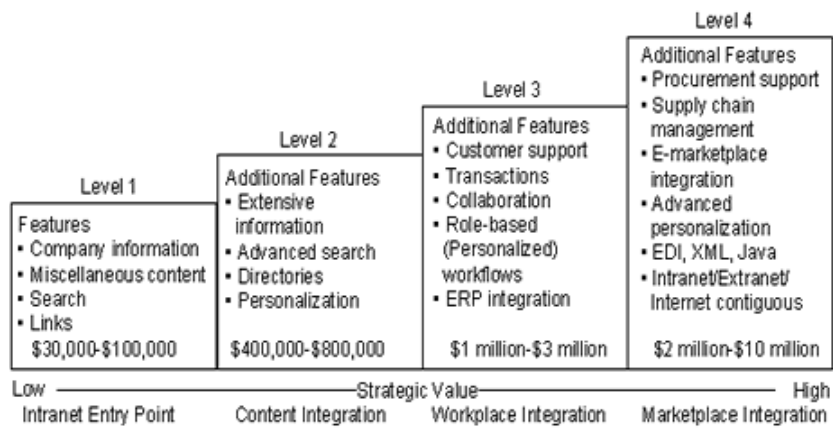 Level 1
Features
▪ Company information
▪ Miscellaneous content
▪ Search
▪ Links
$30,000-$100,000
Level 2
Additional Features
▪ Extensive
information
▪ Advanced search
▪ Directories
▪ Personalization
$400,000-$800,000
Level 3
Additional Features
▪ Customer support
▪ Transactions
▪ Collaboration
▪ Role-based
(Personalized)
workflows
▪ ERP integration
$1 million-$3 million
Level 4
Additional Features
▪ Procurement support
▪ Supply chain
management
▪ E-marketplace
integration
▪ Advanced
personalization
▪ EDI, XML, Java
▪ Intranet/Extranet/
Internet contiguous
$2 million-$10 million
Low Strategic Value High
Intranet Entry Point Content Integration Workplace Integration Marketplace Integration